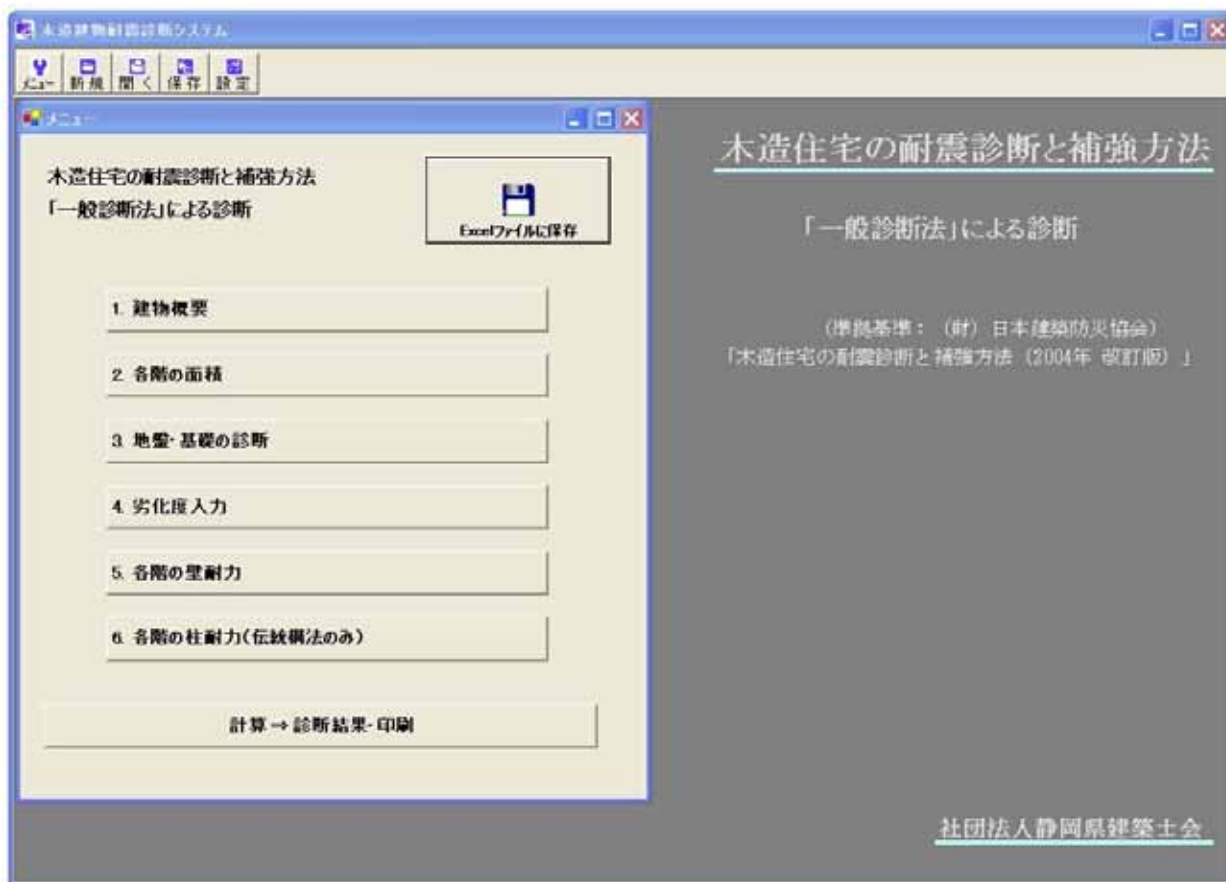 木造建物耐震診断システム
メニュー 新規 開く 保存 設定
メニュー
木造住宅の耐震診断と補強方法
「一般診断法」による診断
Excelファイルに保存
1. 建物概要
2. 各階の面積
3. 地盤・基礎の診断
4. 劣化度入力
5. 各階の壁耐力
6. 各階の柱耐力(伝統構法のみ)
計算→診断結果・印刷
木造住宅の耐震診断と補強方法
「一般診断法」による診断
(準拠基準: (財) 日本建築防災協会)
「木造住宅の耐震診断と補強方法 (2004年 改訂版) 」
社団法人静岡県建築士会